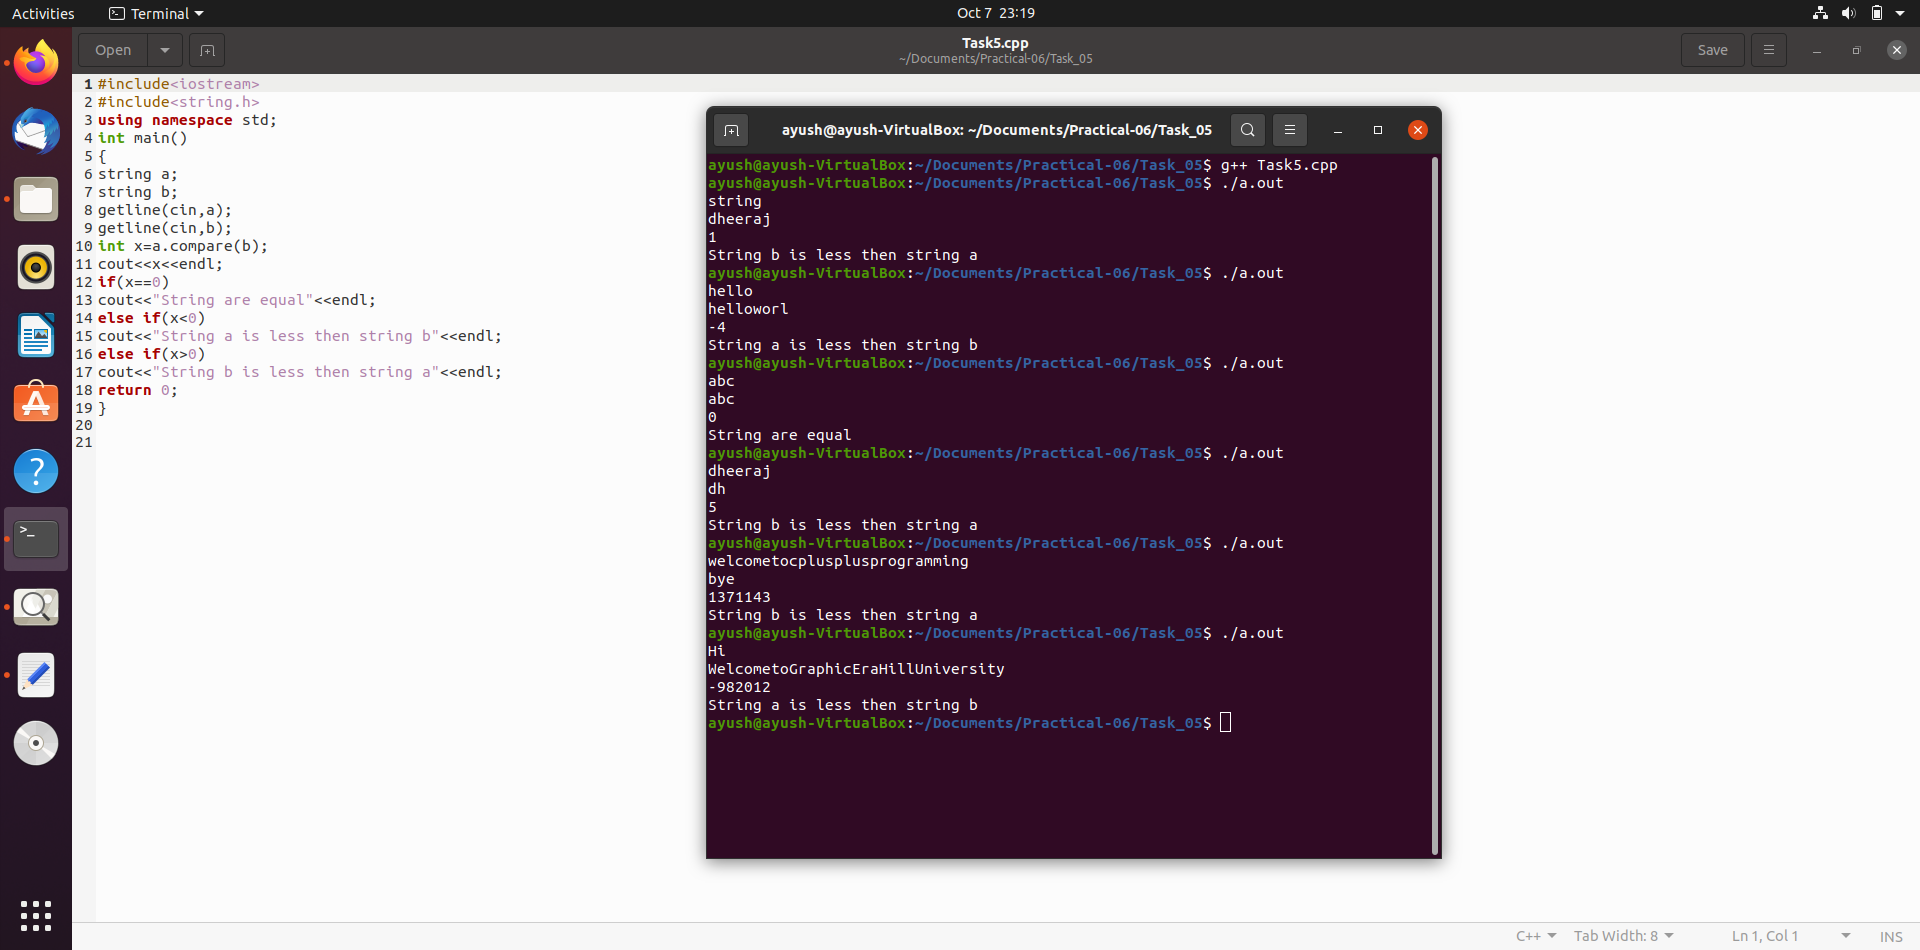 Activities
Terminal
Oct 7 23:19
Open
Task5.cpp
~/Documents/Practical-06/Task_05
Save
1 #include<iostream>
2 #include<string.h>
3 using namespace std;
4 int main()
5 {
6 string a;
7 string b;
8 getline(cin,a);
9 getline(cin,b);
10 int x=a.compare(b);
11 cout<<x<<endl;
12 if(x==0)
13 cout<<"String are equal"<<endl;
14 else if(x<0)
15 cout<<"String a is less then string b"<<endl;
16 else if(x>0)
17 cout<<"String b is less then string a"<<endl;
18 return 0;
19 }
20
21
ayush@ayush-VirtualBox: ~/Documents/Practical-06/Task_05
ayush@ayush-VirtualBox:~/Documents/Practical-06/Task_05$ g++ Task5.cpp
ayush@ayush-VirtualBox:~/Documents/Practical-06/Task_05$ ./a.out
string
dheeraj
1
String b is less then string a
ayush@ayush-VirtualBox:~/Documents/Practical-06/Task_05$ ./a.out
hello
helloworl
-4
String a is less then string b
ayush@ayush-VirtualBox:~/Documents/Practical-06/Task_05$ ./a.out
abc
abc
0
String are equal
ayush@ayush-VirtualBox:~/Documents/Practical-06/Task_05$ ./a.out
dheeraj
dh
5
String b is less then string a
ayush@ayush-VirtualBox:~/Documents/Practical-06/Task_05$ ./a.out
welcometocplusplusprogramming
bye
1371143
String b is less then string a
ayush@ayush-VirtualBox:~/Documents/Practical-06/Task_05$ ./a.out
Hi
WelcometoGraphicEraHillUniversity
-982012
String a is less then string b
ayush@ayush-VirtualBox:~/Documents/Practical-06/Task_05$
C++
Tab Width: 8
Ln 1, Col 1
INS